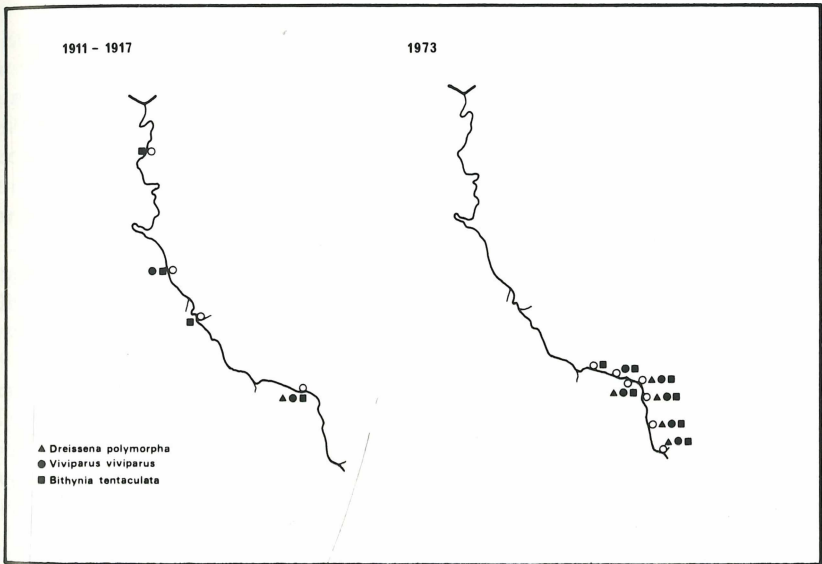 1911 – 1917
1973
Dreissena polymorpha
Viviparus viviparus
Bithynia tentaculata